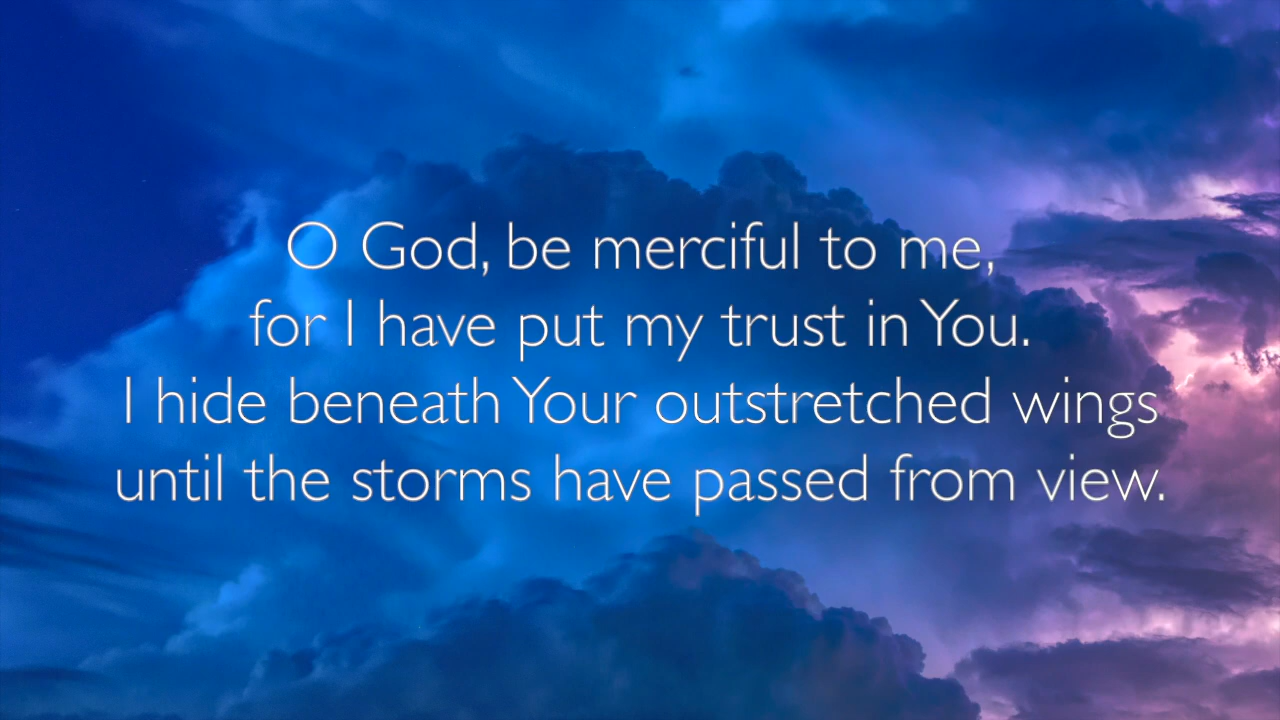 O God, be merciful to me,
for I have put my trust in You.
I hide beneath Your outstretched wings
until the storms have passed from view.